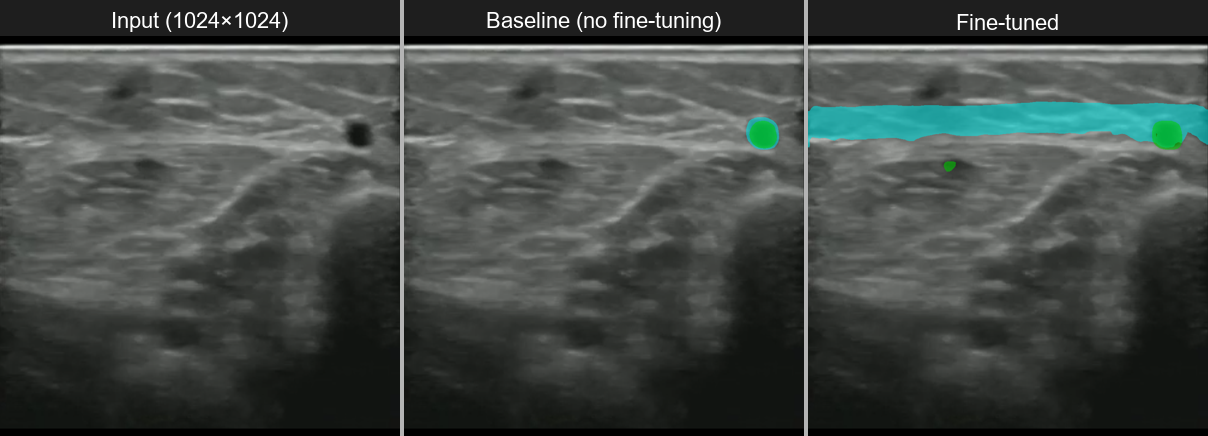 Input (1024×1024)
Baseline (no fine-tuning)
Fine-tuned